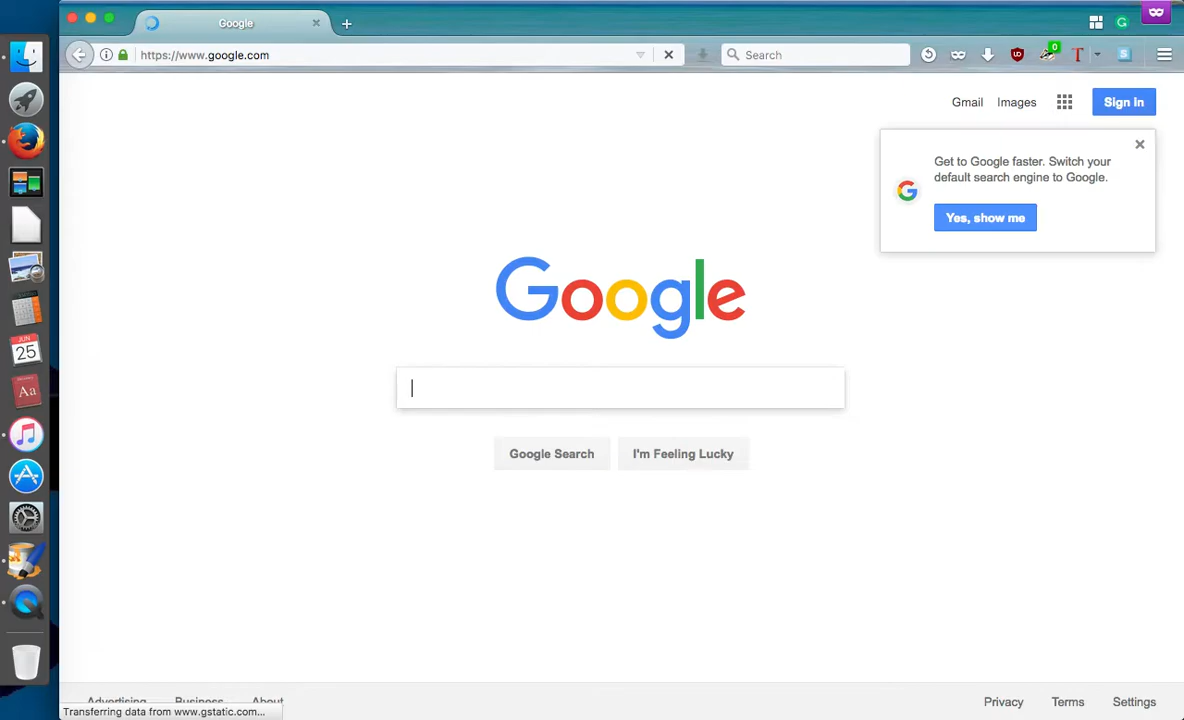 Google
https://www.google.com
Search
0
T
S
Gmail Images
Sign In
Get to Google faster. Switch your
default search engine to Google.
Yes, show me
Google
Google Search
I'm Feeling Lucky
JUN
25
Aa
Advertising Business About
Privacy Terms Settings
Transferring data from www.gstatic.com...